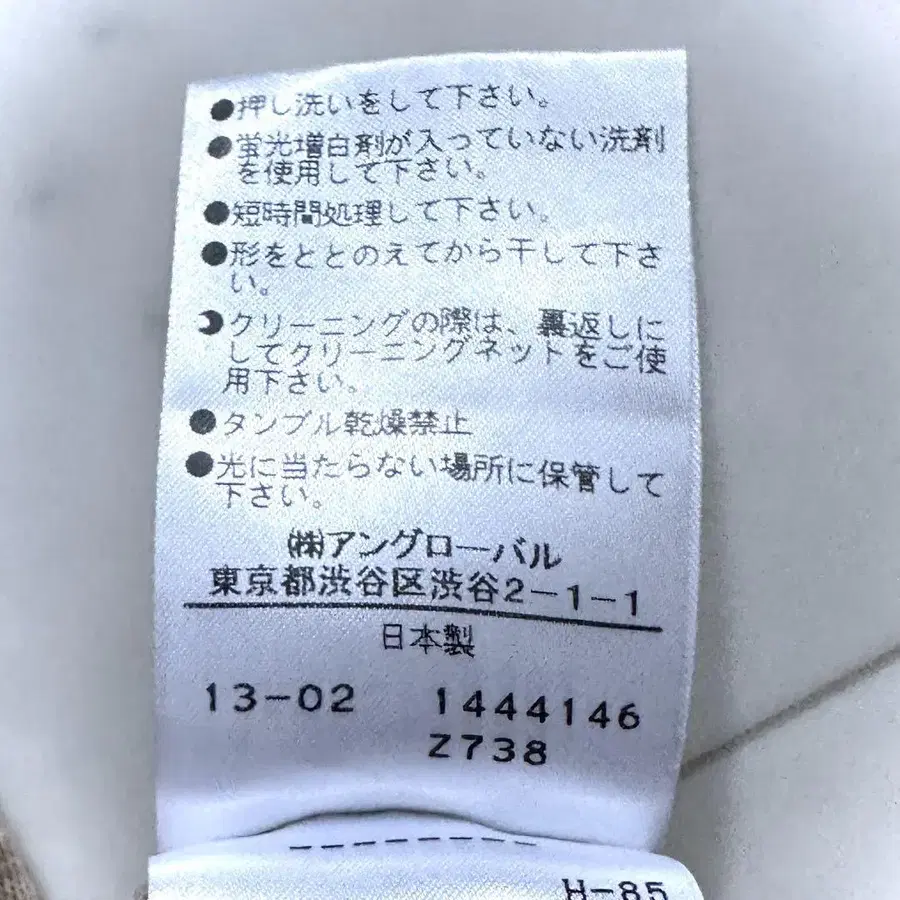 ●押し洗いをして下さい。
●蛍光増白剤が入っていない洗剤
を使用して下さい。
●短時間処理して下さい。
●形をととのえてから干して下さ
い。
●クリーニングの際は、裏返しに
してクリーニングネットをご使
用下さい。
●タンブル乾燥禁止
●光に当たらない場所に保管して
下さい。
(株)アングローバル
東京都渋谷区渋谷2-1-1
日本製
13-02 1444146
Z738
H-85